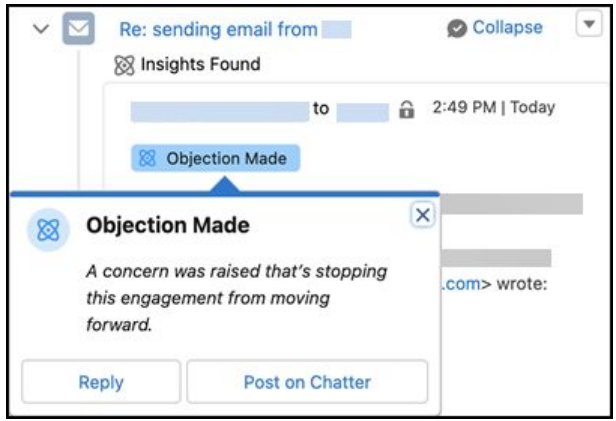 Re: sending email from
Collapse
Insights Found
to
2:49 PM | Today
Objection Made
Objection Made
A concern was raised that's stopping
this engagement from moving
forward.
.com> wrote:
Reply
Post on Chatter